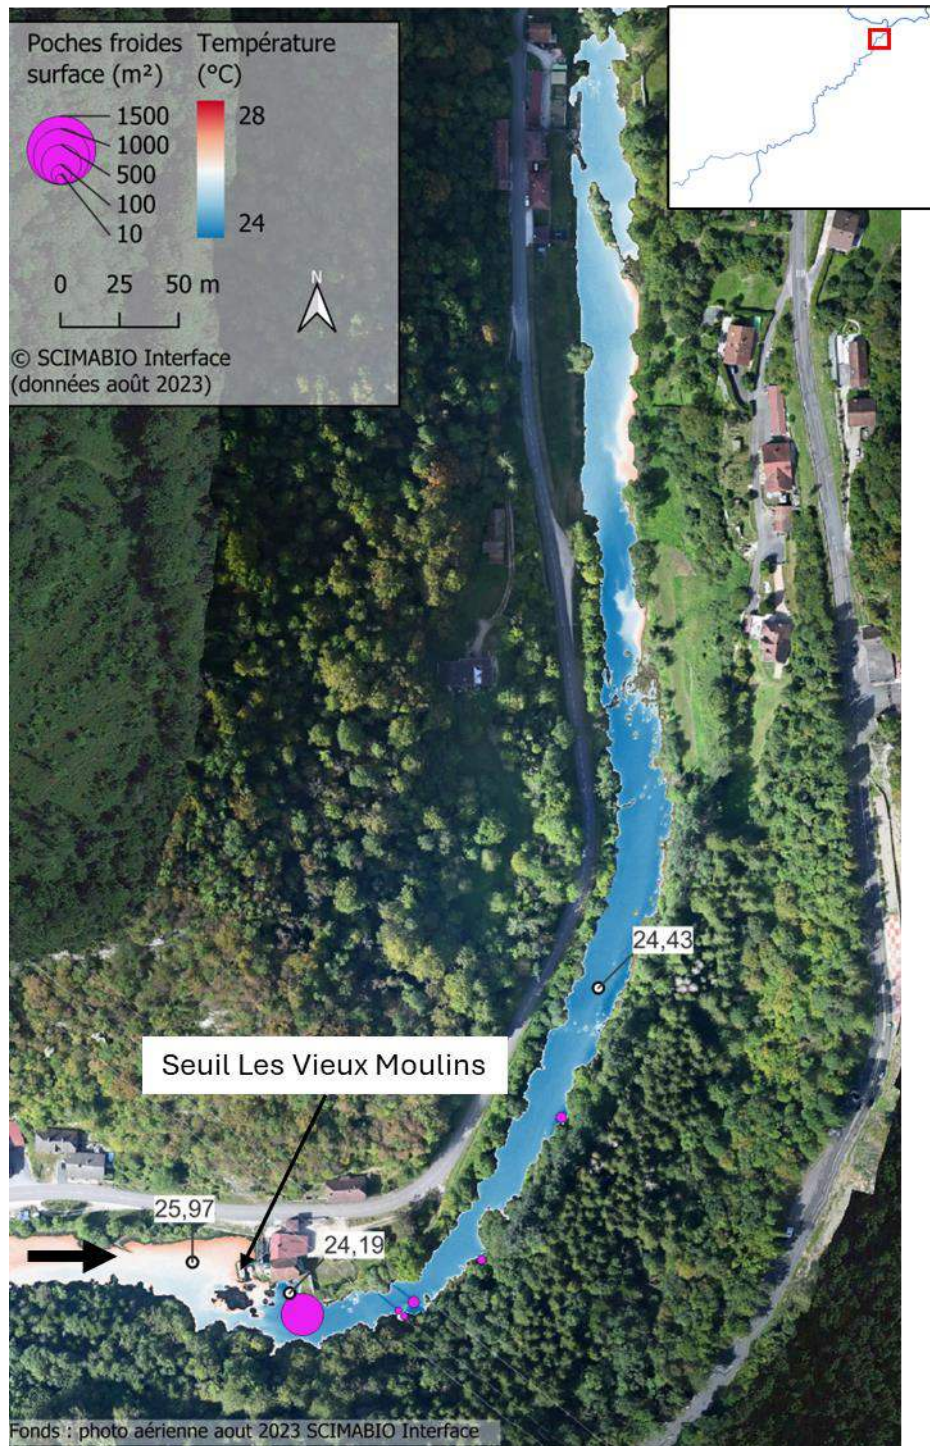 Poches froides
surface (m²)
Température
(°C)
1500
1000
500
100
10
28
24
0 25 50 m
N
© SCIMABIO Interface
(données août 2023)
24,43
Seuil Les Vieux Moulins
25,97
24,19
Fonds : photo aérienne aout 2023 SCIMABIO Interface